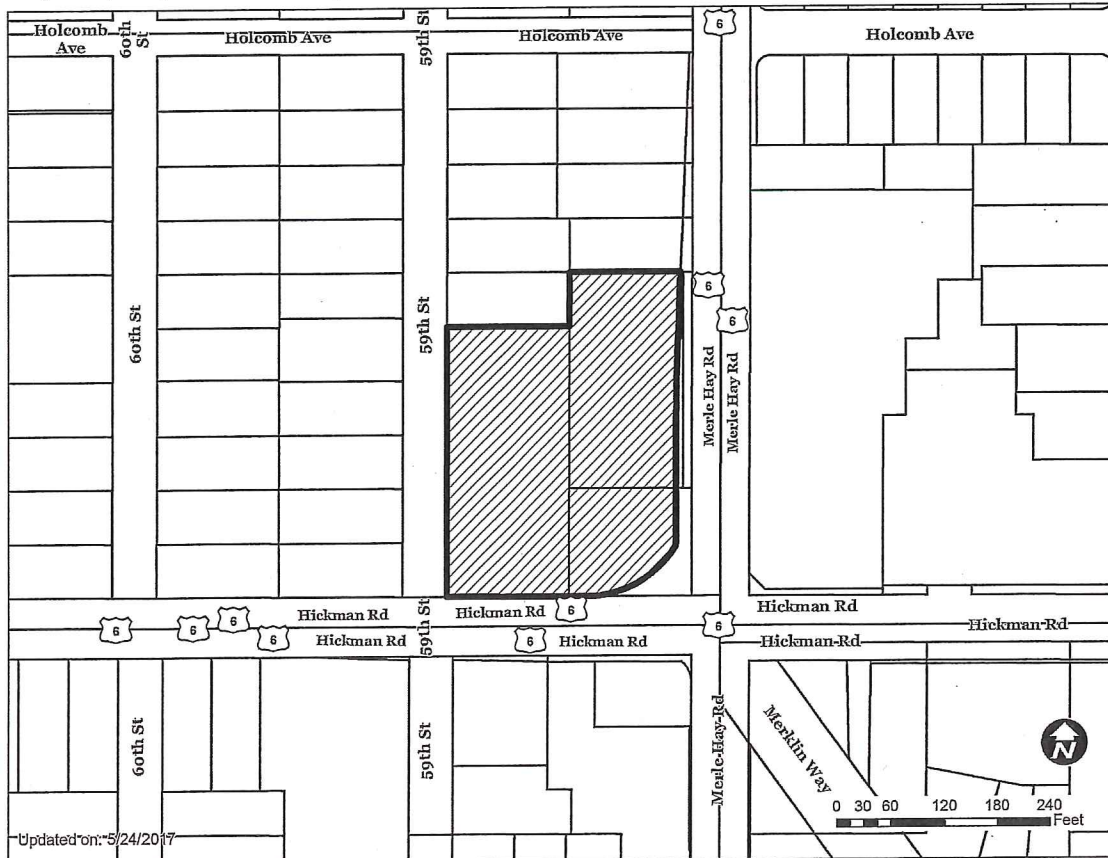 Holcomb
Ave
60th
St
Holcomb Ave
59th St
Holcomb Ave
6
Holcomb Ave
60th St
59th St
6
6
Merle Hay Rd
Merle Hay Rd
Hickman Rd
59th St
Hickman Rd
6
Hickman Rd
6
6
6
6
Hickman Rd
6
Hickman Rd
6
Hickman Rd
Hickman Rd
60th St
59th St
Merle Hay Rd
Merklin Way
N
0 30 60 120 180 240
Feet
Updated on: 5/24/2017